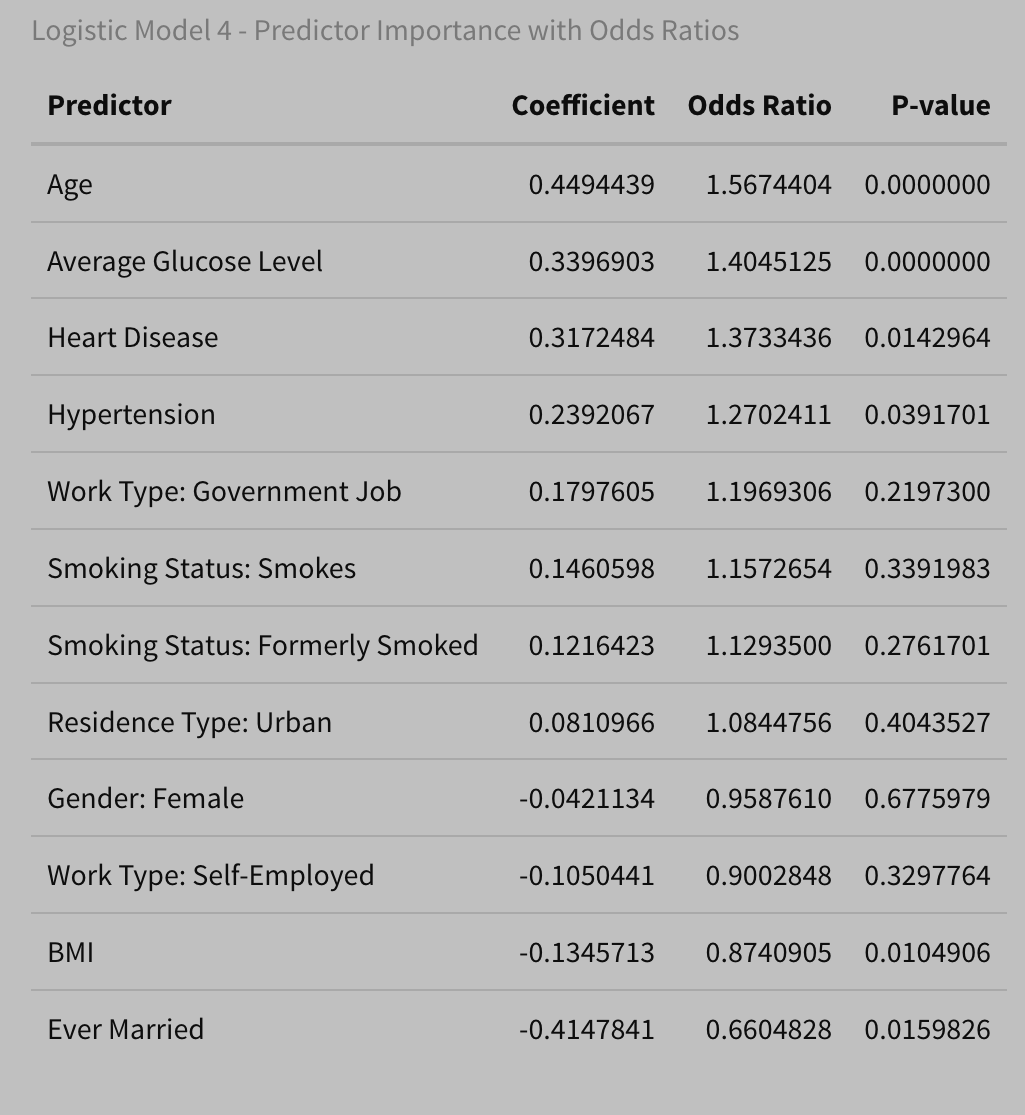 Logistic Model 4 - Predictor Importance with Odds Ratios
Predictor Coefficient Odds Ratio P-value
Age 0.4494439 1.5674404 0.0000000
Average Glucose Level 0.3396903 1.4045125 0.0000000
Heart Disease 0.3172484 1.3733436 0.0142964
Hypertension 0.2392067 1.2702411 0.0391701
Work Type: Government Job 0.1797605 1.1969306 0.2197300
Smoking Status: Smokes 0.1460598 1.1572654 0.3391983
Smoking Status: Formerly Smoked 0.1216423 1.1293500 0.2761701
Residence Type: Urban 0.0810966 1.0844756 0.4043527
Gender: Female -0.0421134 0.9587610 0.6775979
Work Type: Self-Employed -0.1050441 0.9002848 0.3297764
BMI -0.1345713 0.8740905 0.0104906
Ever Married -0.4147841 0.6604828 0.0159826